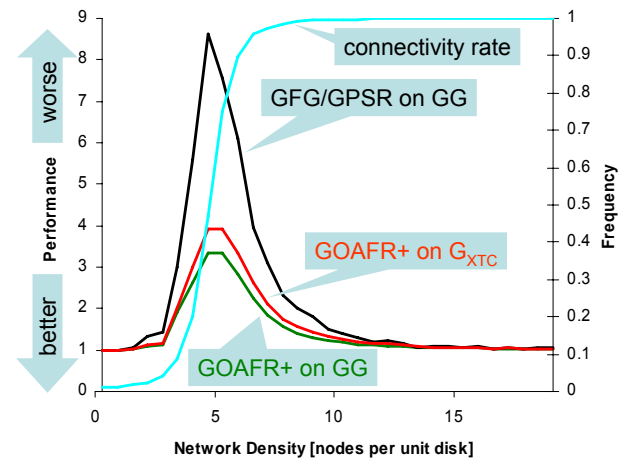 worse
better
Performance
9
8
7
6
5
4
3
2
1
0
connectivity rate
GFG/GPSR on GG
GOAFR+ on GXTC
GOAFR+ on GG
1
0.9
0.8
0.7
0.6
0.5
0.4
0.3
0.2
0.1
0
Frequency
0 5 10 15
Network Density [nodes per unit disk]